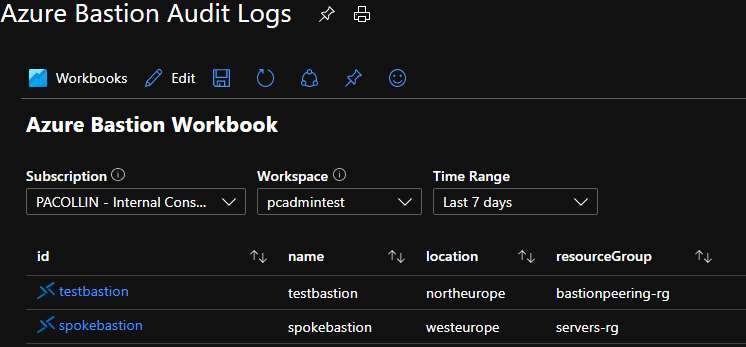 Azure Bastion Audit Logs
Workbooks Edit
Azure Bastion Workbook
Subscription Workspace Time Range
PACOLLIN - Internal Cons... pcadmintest Last 7 days
id name location resourceGroup
testbastion testbastion northeurope bastionpeering-rg
spokebastion spokebastion westeurope servers-rg